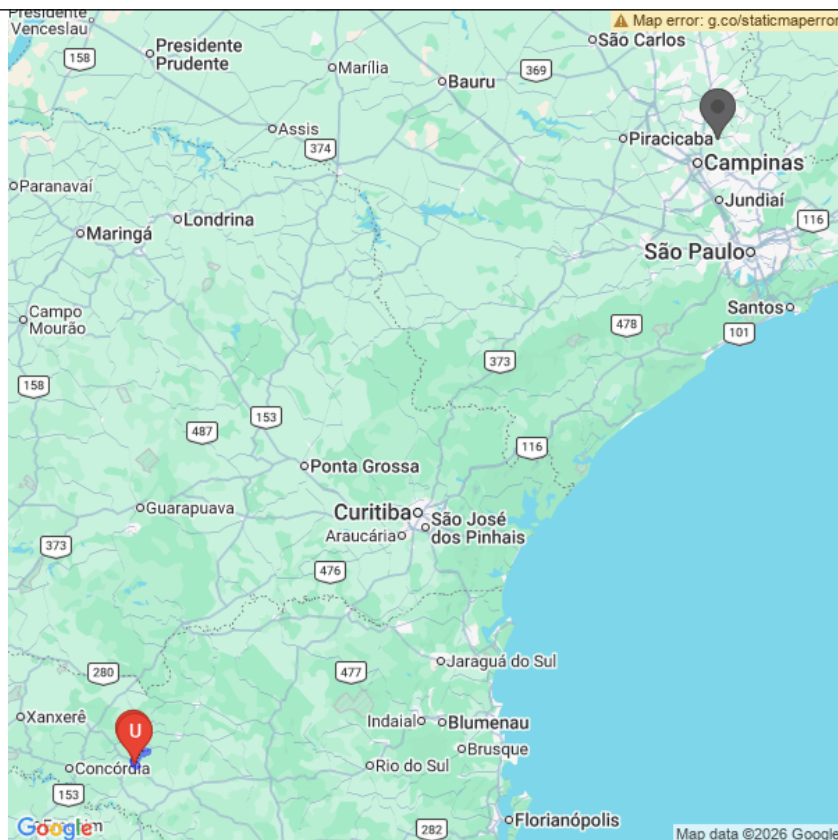 Presidente
Venceslau
⚠ Map error: g.co/staticmaperror
São Carlos
Presidente
Prudente
158
Marília
Bauru
369
Assis
374
Piracicaba
Campinas
Paranavaí
Jundiaí
116
Londrina
Maringá
São Paulo
Santos
Campo
Mourão
478
101
373
158
153
487
116
Ponta Grossa
Guarapuava
Curitiba
São José
dos Pinhais
Araucária
373
476
Jaraguá do Sul
280
477
Xanxerê
Indaial
Blumenau
U
Brusque
Concórdia
Rio do Sul
153
Google
282
Florianópolis
Map data ©2026 Google